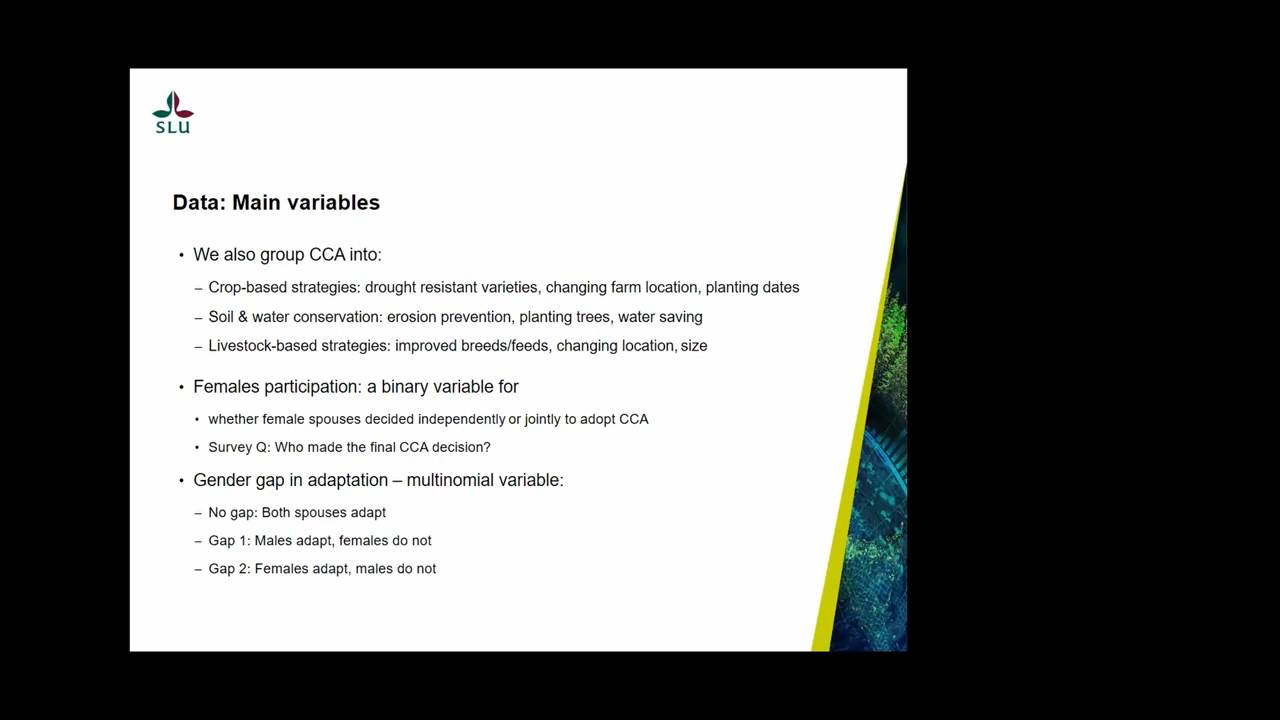 SLU
Data: Main variables
• We also group CCA into:
– Crop-based strategies: drought resistant varieties, changing farm location, planting dates
– Soil & water conservation: erosion prevention, planting trees, water saving
– Livestock-based strategies: improved breeds/feeds, changing location, size
• Females participation: a binary variable for
• whether female spouses decided independently or jointly to adopt CCA
• Survey Q: Who made the final CCA decision?
• Gender gap in adaptation – multinomial variable:
– No gap: Both spouses adapt
– Gap 1: Males adapt, females do not
– Gap 2: Females adapt, males do not